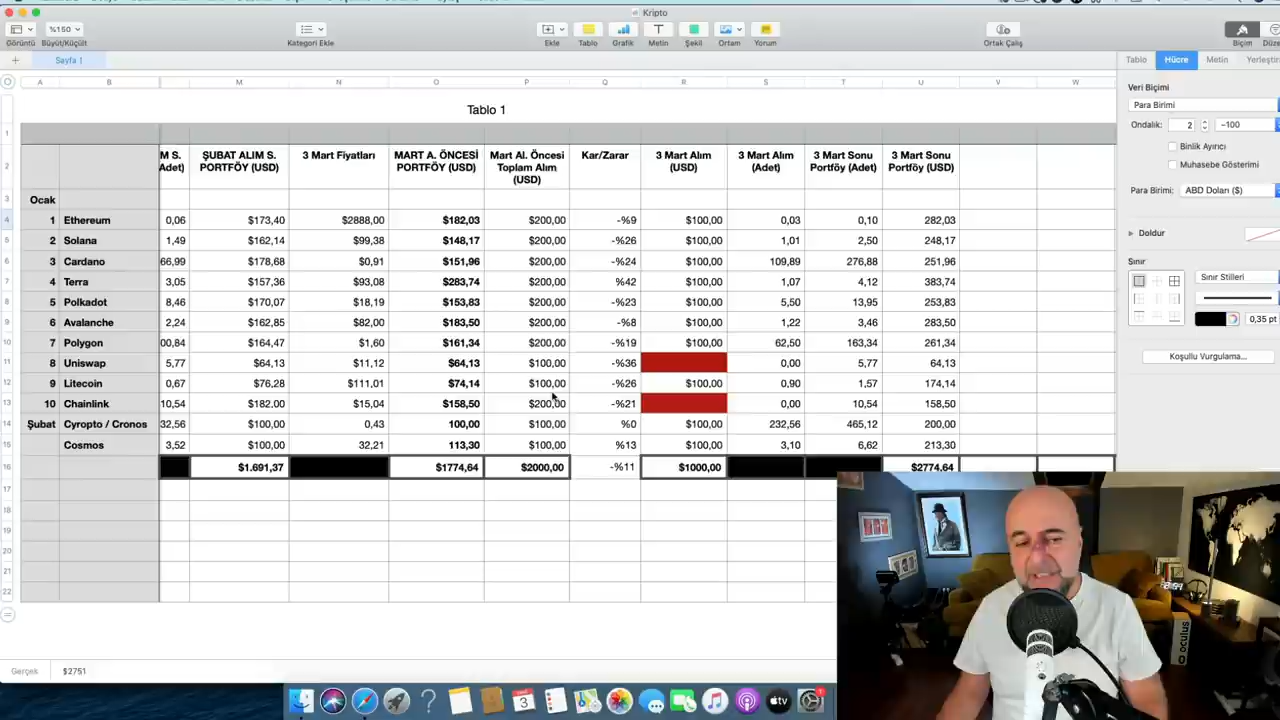 Kripto
%150
Görüntü
Büyüt/Küçült
Kategori Ekle
Ekle
Tablo
Grafik
Metin
Şekil
Ortam
Yorum
Ortak Çalış
Biçim
Sayfa 1
A B M N O P Q R S T U V W
Tablo 1
M S. Adet) ŞUBAT ALIM S. PORTFÖY (USD) 3 Mart Fiyatları MART A. ÖNCESİ PORTFÖY (USD) Mart Al. Öncesi Toplam Alım (USD) Kar/Zarar 3 Mart Alım (USD) 3 Mart Alım (Adet) 3 Mart Sonu Portföy (Adet) 3 Mart Sonu Portföy (USD)
Ocak
1 Ethereum 0,06 $173,40 $2888,00 $182,03 $200,00 -%9 $100,00 0,03 0,10 282,03
2 Solana 1,49 $162,14 $99,38 $148,17 $200,00 -%26 $100,00 1,01 2,50 248,17
3 Cardano 66,99 $178,68 $0,91 $151,96 $200,00 -%24 $100,00 109,89 276,88 251,96
4 Terra 3,05 $157,36 $93,08 $283,74 $200,00 %42 $100,00 1,07 4,12 383,74
5 Polkadot 8,46 $170,07 $18,19 $153,83 $200,00 -%23 $100,00 5,50 13,95 253,83
6 Avalanche 2,24 $162,85 $82,00 $183,50 $200,00 -%8 $100,00 1,22 3,46 283,50
7 Polygon 00,84 $164,47 $1,60 $161,34 $200,00 -%19 $100,00 62,50 163,34 261,34
8 Uniswap 5,77 $64,13 $11,12 $64,13 $100,00 -%36 0,00 5,77 64,13
9 Litecoin 0,67 $76,28 $111,01 $74,14 $100,00 -%26 $100,00 0,90 1,57 174,14
10 Chainlink 10,54 $182.00 $15,04 $158,50 $200,00 -%21 0,00 10,54 158,50
Şubat Cyropto / Cronos 32,56 $100,00 0,43 100,00 $100,00 %0 $100,00 232,56 465,12 200,00
Cosmos 3,52 $100,00 32,21 113,30 $100,00 %13 $100,00 3,10 6,62 213,30
$1.691,37 $1774,64 $2000,00 -%11 $1000,00 $2774,64
Gerçek $2751
Tablo Hücre Metin Yerleştir
Veri Biçimi
Para Birimi
Ondalık: 2 -100
Binlik Ayırıcı
Muhasebe Gösterimi
Para Birimi: ABD Doları ($)
Doldur
Sınır
Sınır Stilleri
0,35 pt
Koşullu Vurgulama...
oculus
tv